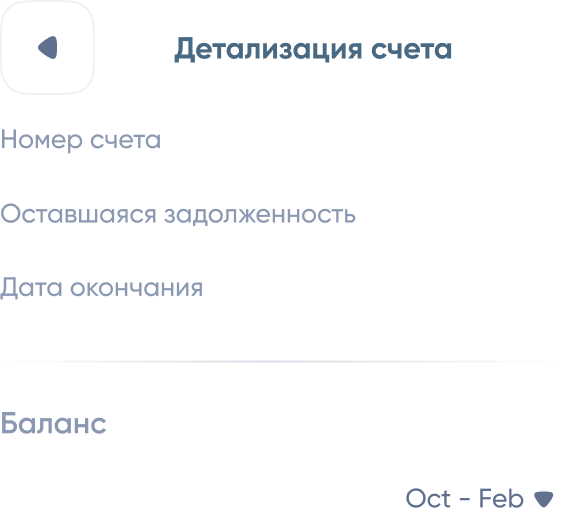 Детализация счета
Номер счета
Оставшаяся задолженность
Дата окончания
Баланс
Oct - Feb